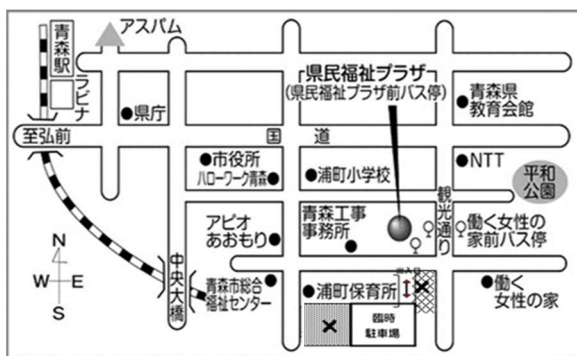 アスパム
青森駅
ラビナ
県庁
県民福祉プラザ
(県民福祉プラザ前バス停)
青森県
教育会館
至弘前
国道
市役所
ハローワーク青森
浦町小学校
NTT
平和
公園
観光通り
アピオ
あおもり
青森工事
事務所
働く女性の
家前バス停
N
W E
S
中央大橋
青森市総合
福祉センター
浦町保育所
出入口
働く
女性の家
臨時
駐車場